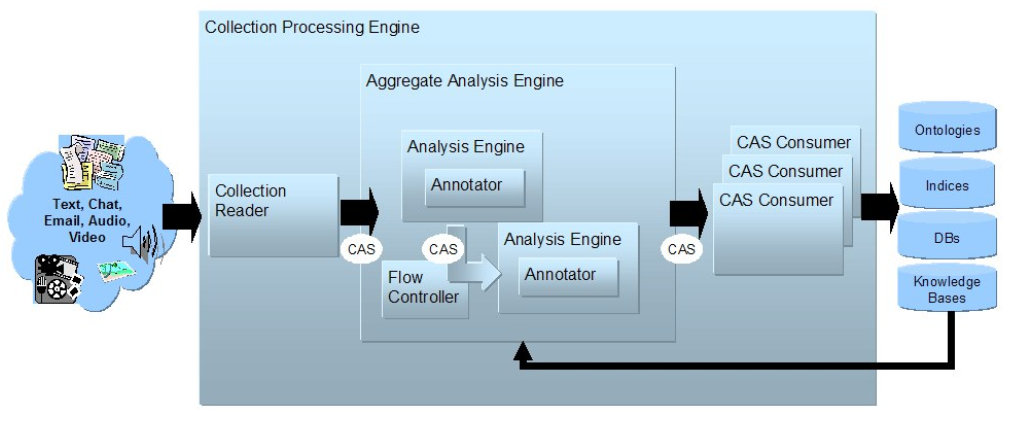 Collection Processing Engine
Aggregate Analysis Engine
Text, Chat,
Email, Audio,
Video
Collection
Reader
CAS
Analysis Engine
Annotator
CAS
Flow
Controller
Analysis Engine
Annotator
CAS
CAS Consumer
CAS Consumer
CAS Consumer
Ontologies
Indices
DBs
Knowledge
Bases